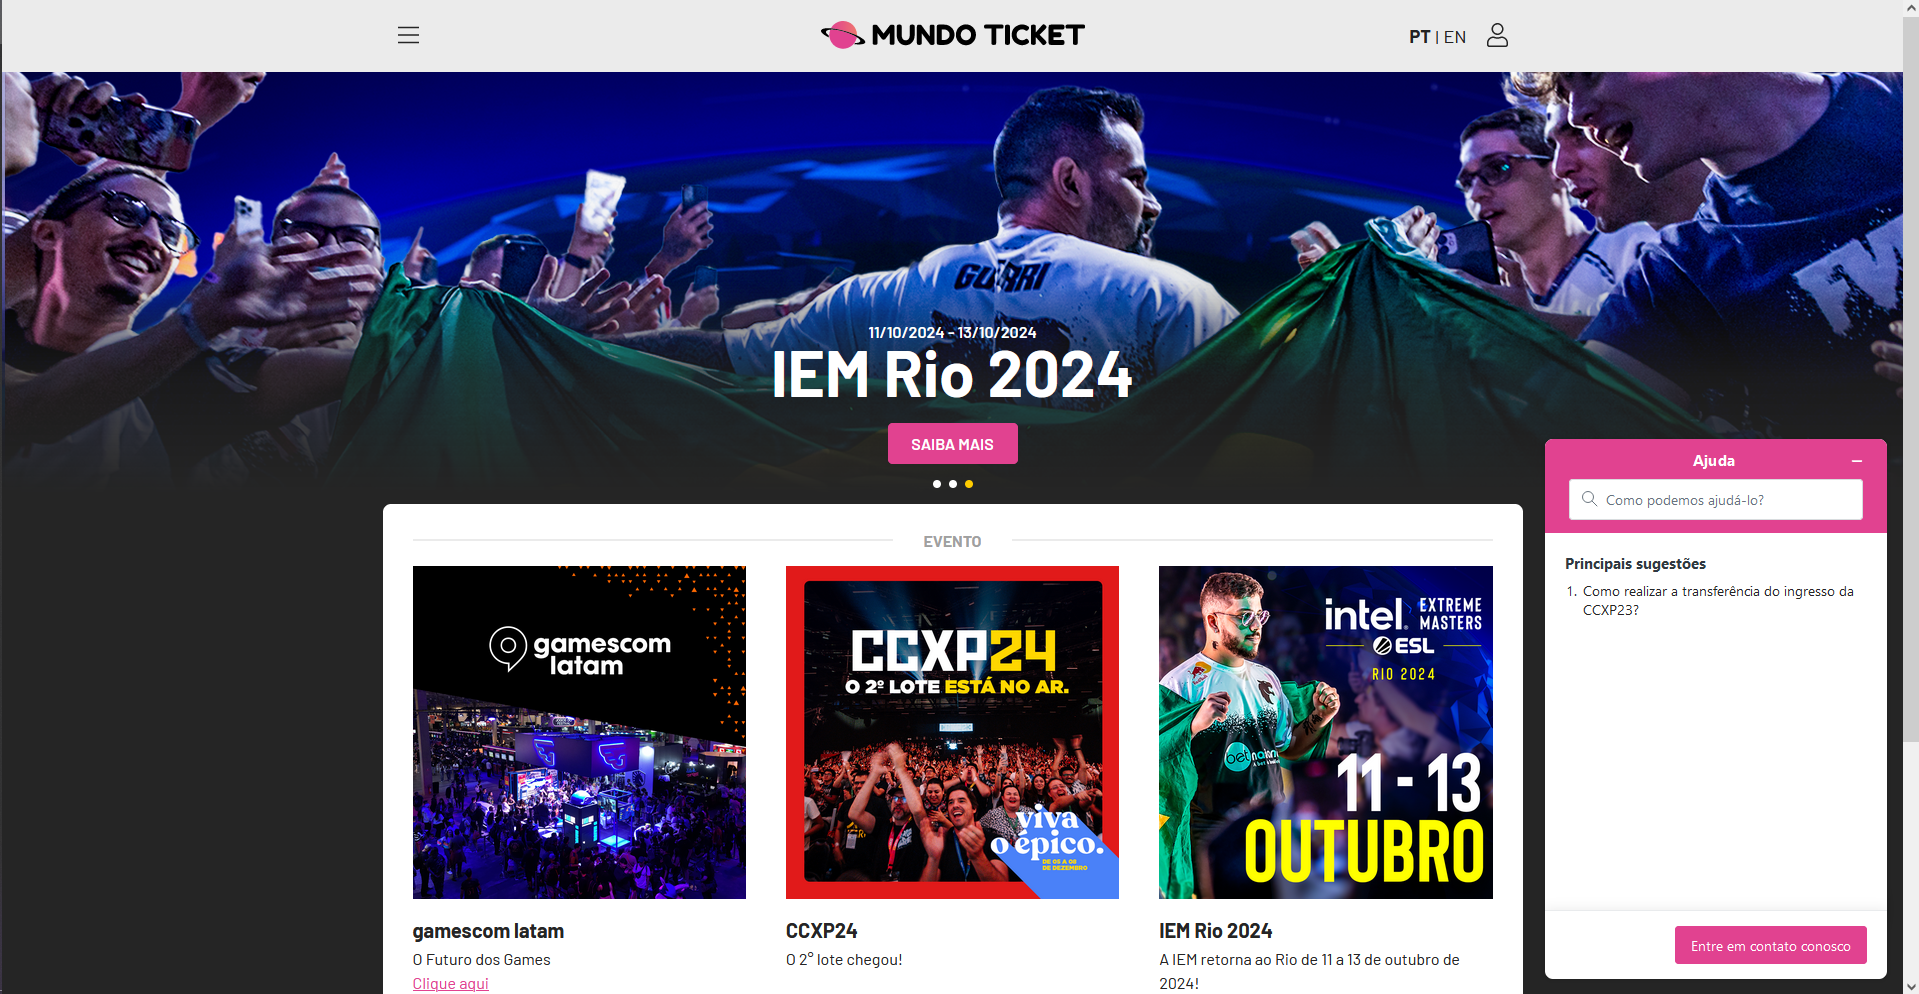 MUNDO TICKET
PT | EN
GUERRI
11/10/2024 - 13/10/2024
IEM Rio 2024
SAIBA MAIS
EVENTO
gamescom
latam
CCXP24
O 2º LOTE ESTÁ NO AR.
viva
o épico.
DE 05 A 08
DE DEZEMBRO
intel. EXTREME
MASTERS
ESL
RIO 2024
betnacional
11 - 13
OUTUBRO
gamescom latam
O Futuro dos Games
Clique aqui
CCXP24
O 2° lote chegou!
IEM Rio 2024
A IEM retorna ao Rio de 11 a 13 de outubro de
2024!
Ajuda
Como podemos ajudá-lo?
Principais sugestões
1. Como realizar a transferência do ingresso da
CCXP23?
Entre em contato conosco